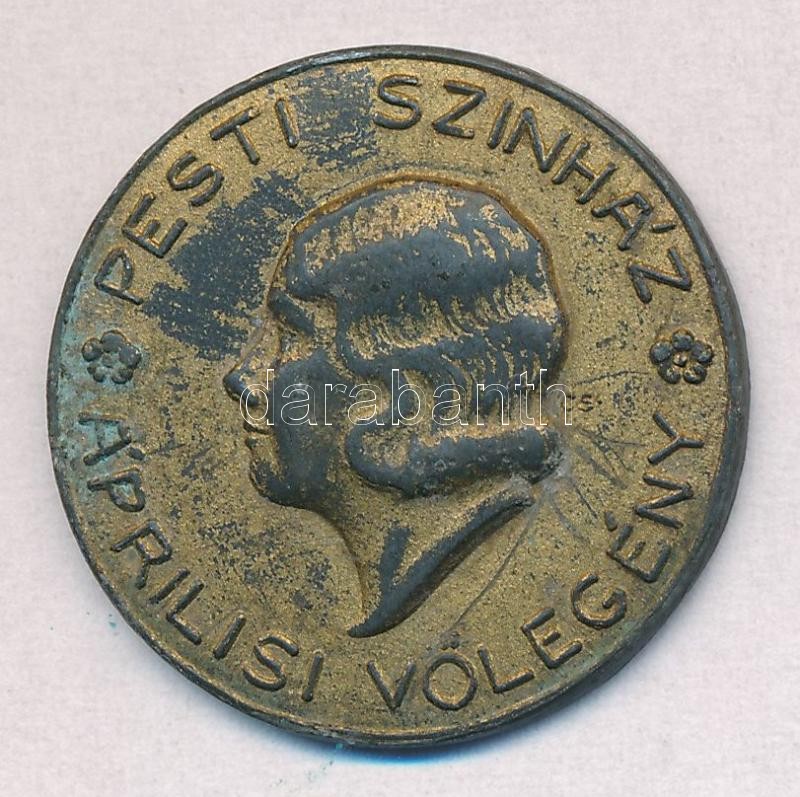 PESTI SZINHÁZ
ÁPRILISI VŐLEGÉNY
darabanth
S.